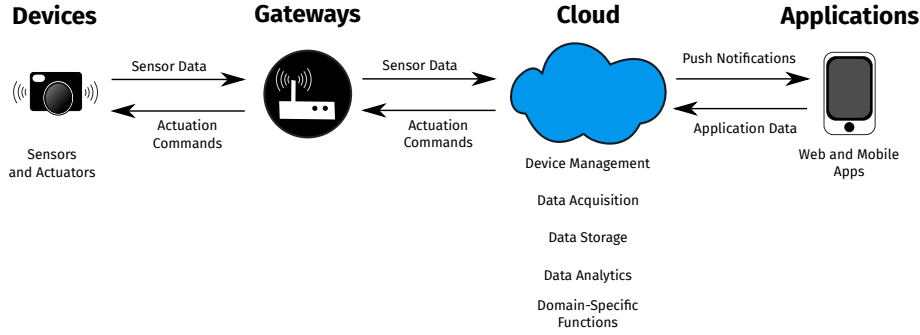 Devices
Gateways
Cloud
Applications
Sensor Data
Sensor Data
Push Notifications
Actuation
Commands
Actuation
Commands
Application Data
Sensors
and Actuators
Device Management
Web and Mobile
Apps
Data Acquisition
Data Storage
Data Analytics
Domain-Specific
Functions